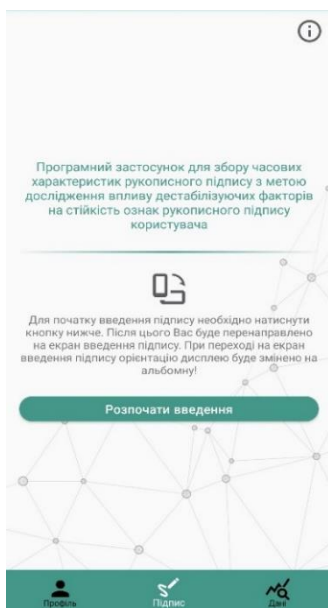 Програмний застосунок для збору часових
характеристик рукописного підпису з метою
дослідження впливу дестабілізуючих факторів
на стійкість ознак рукописного підпису
користувача
Для початку введення підпису необхідно натиснути
кнопку нижче. Після цього Вас буде перенаправлено
на екран введення підпису. При переході на екран
введення підпису орієнтацію дисплею буде змінено на
альбомну!
Розпочати введення
Профіль
Підпис
Дані